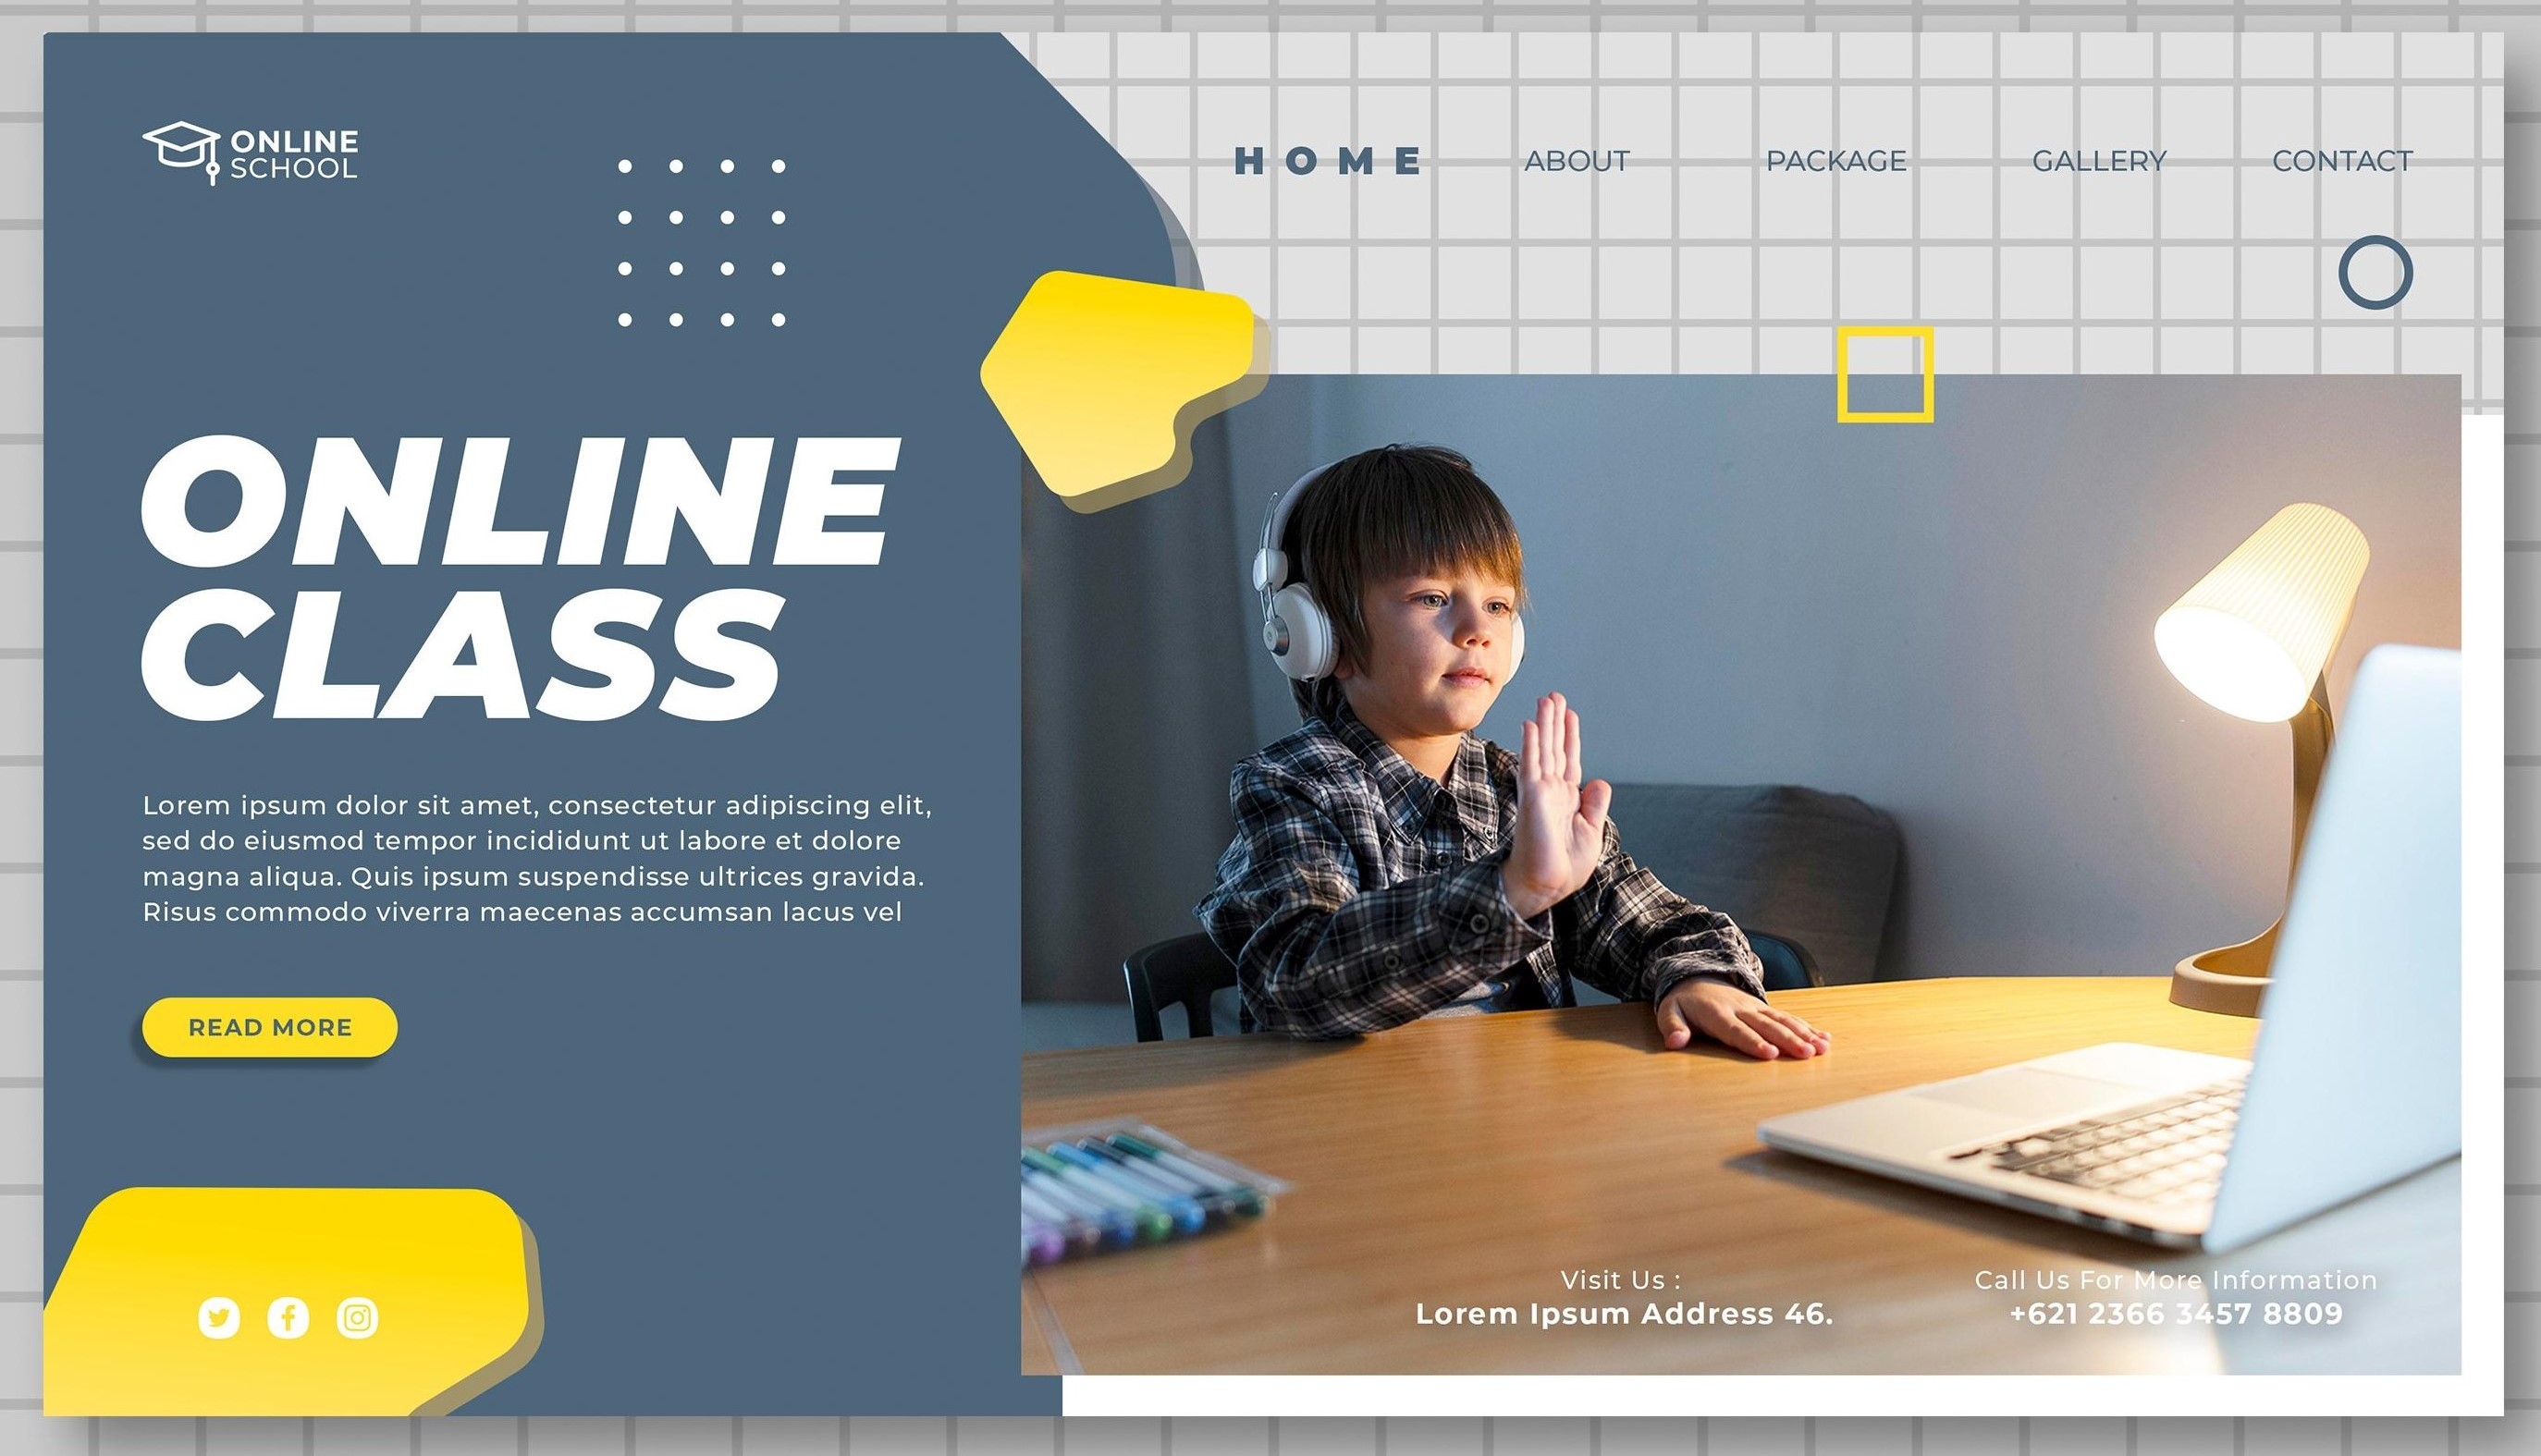 ONLINE
SCHOOL
HOME
ABOUT
PACKAGE
GALLERY
CONTACT
ONLINE
CLASS
Lorem ipsum dolor sit amet, consectetur adipiscing elit,
sed do eiusmod tempor incididunt ut labore et dolore
magna aliqua. Quis ipsum suspendisse ultrices gravida.
Risus commodo viverra maecenas accumsan lacus vel
READ MORE
Visit Us :
Lorem Ipsum Address 46.
Call Us For More Information
+621 2366 3457 8809